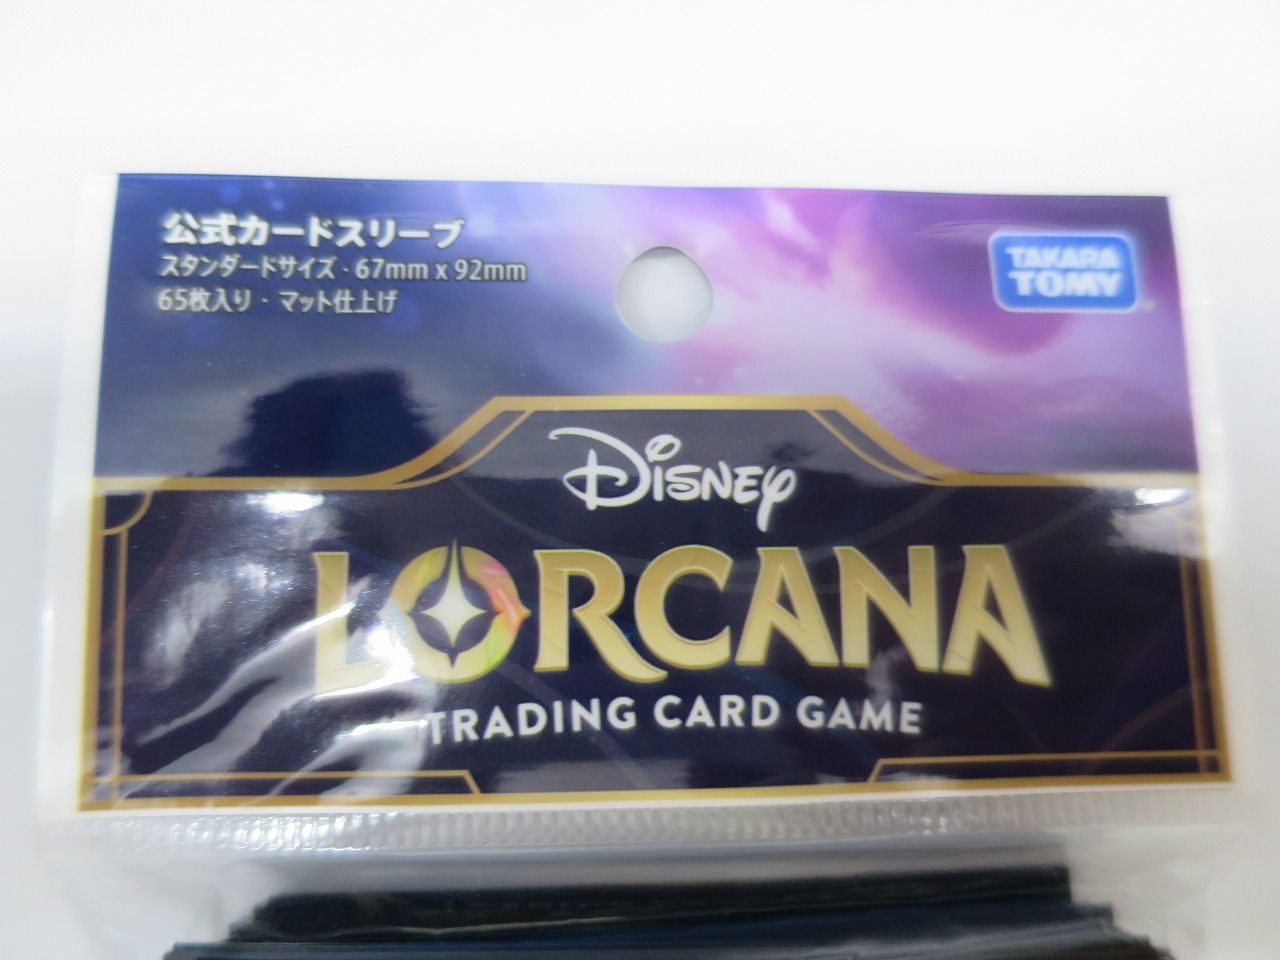 公式カードスリーブ
スタンダードサイズ・67mm x 92mm
65枚入り・マット仕上げ
TAKARA
TOMY
DISNEY
LORCANA
TRADING CARD GAME